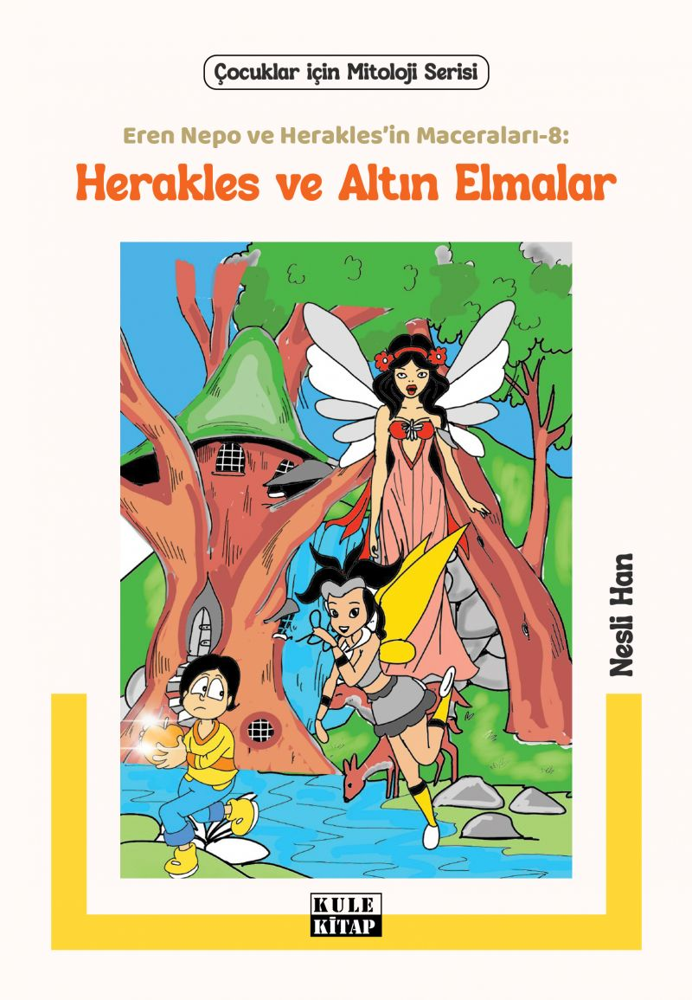 Çocuklar için Mitoloji Serisi
Eren Nepo ve Herakles’in Maceraları-8:
Herakles ve Altın Elmalar
Nesli Han
KULE
KİTAP